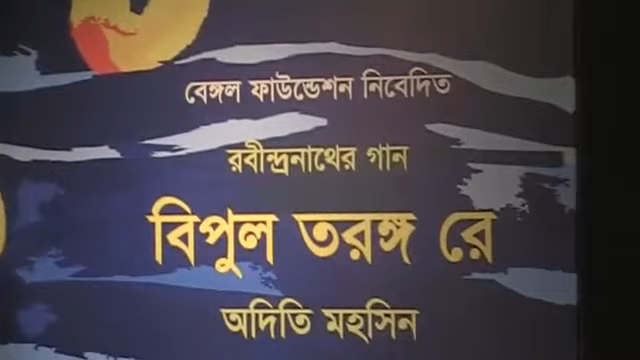 বেঙ্গল ফাউন্ডেশন নিবেদিত
রবীন্দ্রনাথের গান
বিপুল তরঙ্গ রে
অদিতি মহসিন